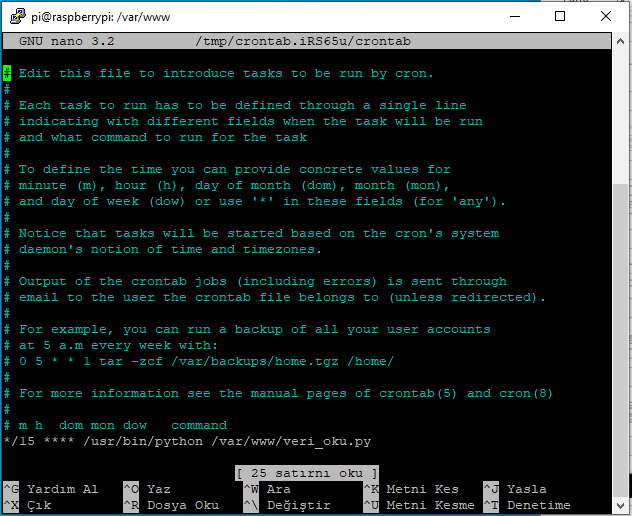 pi@raspberrypi: /var/www
GNU nano 3.2 /tmp/crontab.iRS65u/crontab
# Edit this file to introduce tasks to be run by cron.
#
# Each task to run has to be defined through a single line
# indicating with different fields when the task will be run
# and what command to run for the task
#
# To define the time you can provide concrete values for
# minute (m), hour (h), day of month (dom), month (mon),
# and day of week (dow) or use '*' in these fields (for 'any').
#
# Notice that tasks will be started based on the cron's system
# daemon's notion of time and timezones.
#
# Output of the crontab jobs (including errors) is sent through
# email to the user the crontab file belongs to (unless redirected).
#
# For example, you can run a backup of all your user accounts
# at 5 a.m every week with:
# 0 5 * * 1 tar -zcf /var/backups/home.tgz /home/
#
# For more information see the manual pages of crontab(5) and cron(8)
#
# m h  dom mon dow   command
*/15 **** /usr/bin/python /var/www/veri_oku.py
[ 25 satırnı oku ]
^G Yardım Al ^O Yaz ^W Ara ^K Metni Kes ^J Yasla
^X Çık ^R Dosya Oku ^\ Değiştir ^U Metni Kesme ^T Denetime